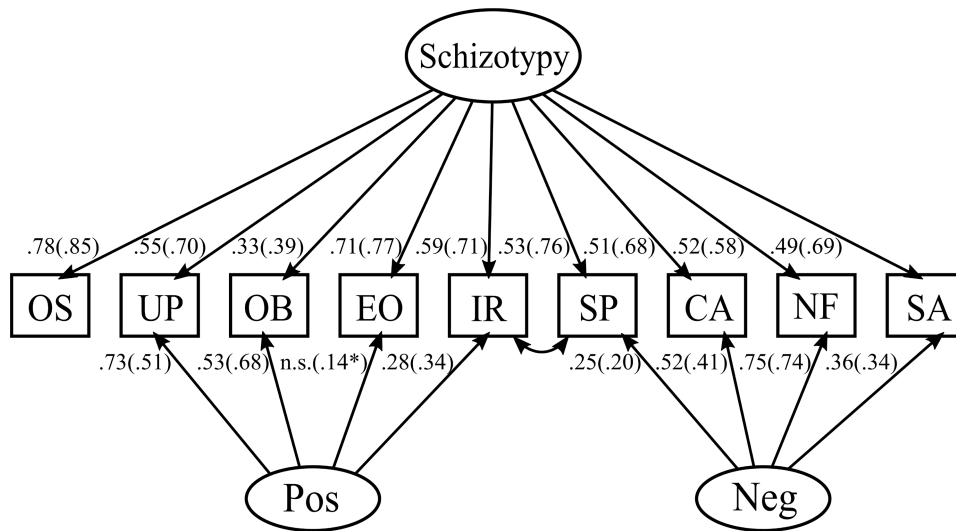 Schizotypy
.78(.85) .55(.70) .33(.39) .71(.77) .59(.71) .53(.76) .51(.68) .52(.58) .49(.69)
OS UP OB EO IR SP CA NF SA
.73(.51) .53(.68) n.s.(.14*) .28(.34) .25(.20) .52(.41) .75(.74) .36(.34)
Pos Neg